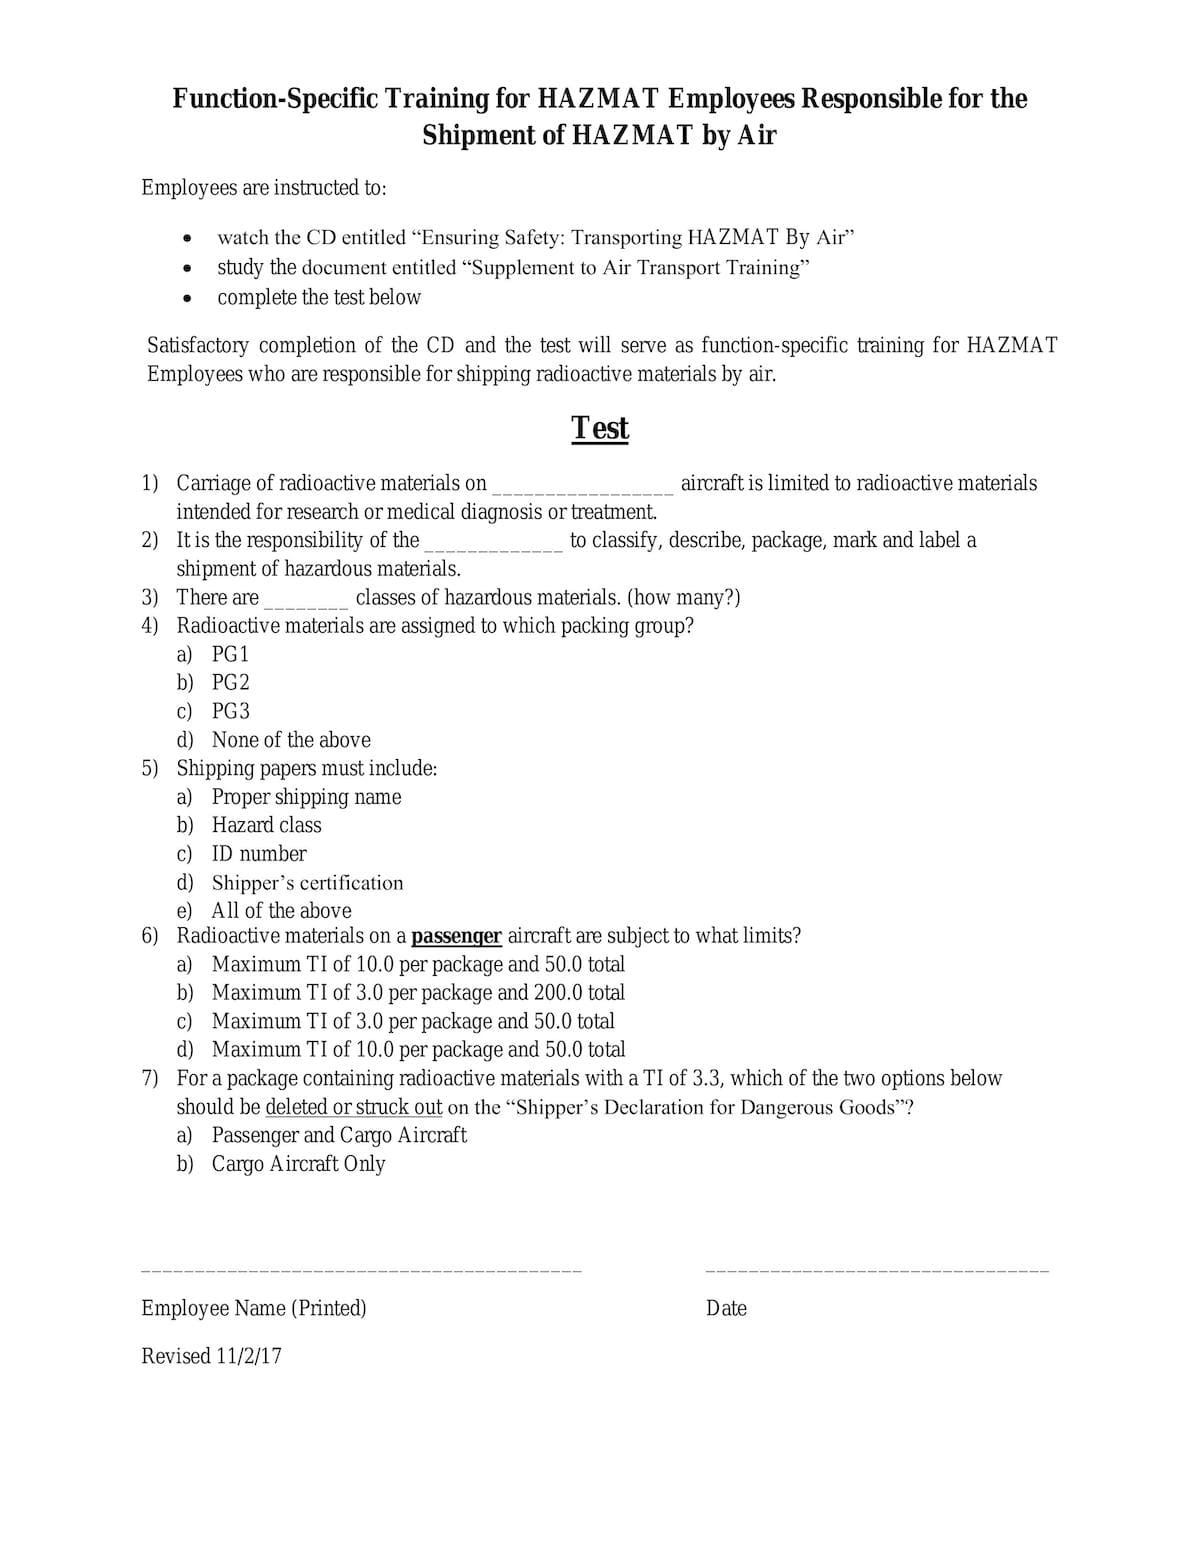 Function-Specific Training for HAZMAT Employees Responsible for the
Shipment of HAZMAT by Air
Employees are instructed to:
• watch the CD entitled “Ensuring Safety: Transporting HAZMAT By Air”
• study the document entitled “Supplement to Air Transport Training”
• complete the test below
Satisfactory completion of the CD and the test will serve as function-specific training for HAZMAT
Employees who are responsible for shipping radioactive materials by air.
Test
1) Carriage of radioactive materials on _________________ aircraft is limited to radioactive materials
intended for research or medical diagnosis or treatment.
2) It is the responsibility of the _____________ to classify, describe, package, mark and label a
shipment of hazardous materials.
3) There are ________ classes of hazardous materials. (how many?)
4) Radioactive materials are assigned to which packing group?
a) PG1
b) PG2
c) PG3
d) None of the above
5) Shipping papers must include:
a) Proper shipping name
b) Hazard class
c) ID number
d) Shipper’s certification
e) All of the above
6) Radioactive materials on a passenger aircraft are subject to what limits?
a) Maximum TI of 10.0 per package and 50.0 total
b) Maximum TI of 3.0 per package and 200.0 total
c) Maximum TI of 3.0 per package and 50.0 total
d) Maximum TI of 10.0 per package and 50.0 total
7) For a package containing radioactive materials with a TI of 3.3, which of the two options below
should be deleted or struck out on the “Shipper’s Declaration for Dangerous Goods”?
a) Passenger and Cargo Aircraft
b) Cargo Aircraft Only
_________________________________________ ________________________________
Employee Name (Printed) Date
Revised 11/2/17